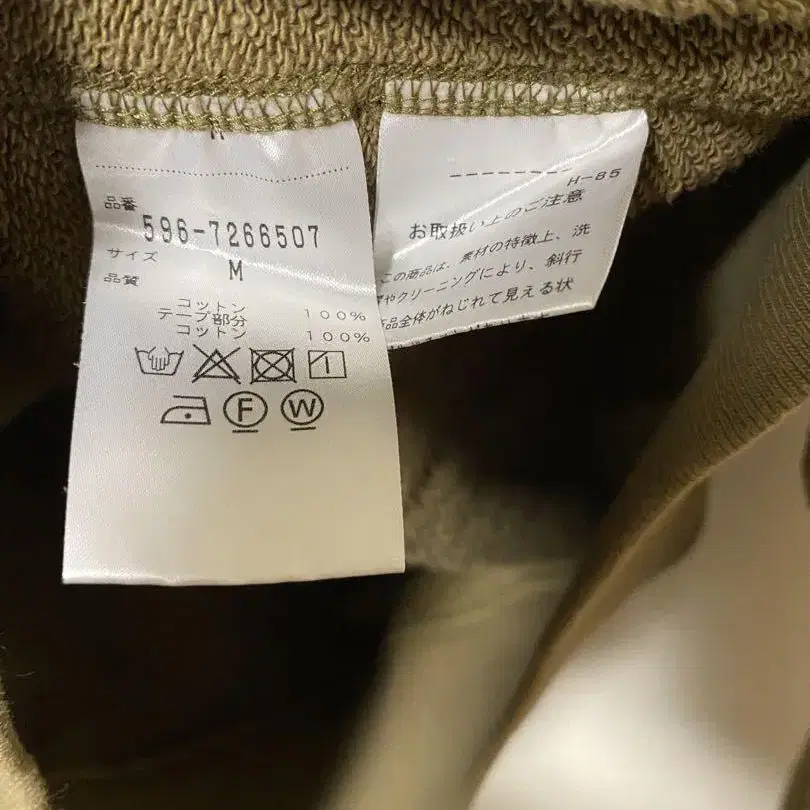 品番
596-7266507
サイズ
M
品質
コットン 100%
テープ部分
コットン 100%
F
W
H-85
お取扱い上のご注意
この商品は、素材の特徴上、洗
やクリーニングにより、斜行
品全体がねじれて見える状